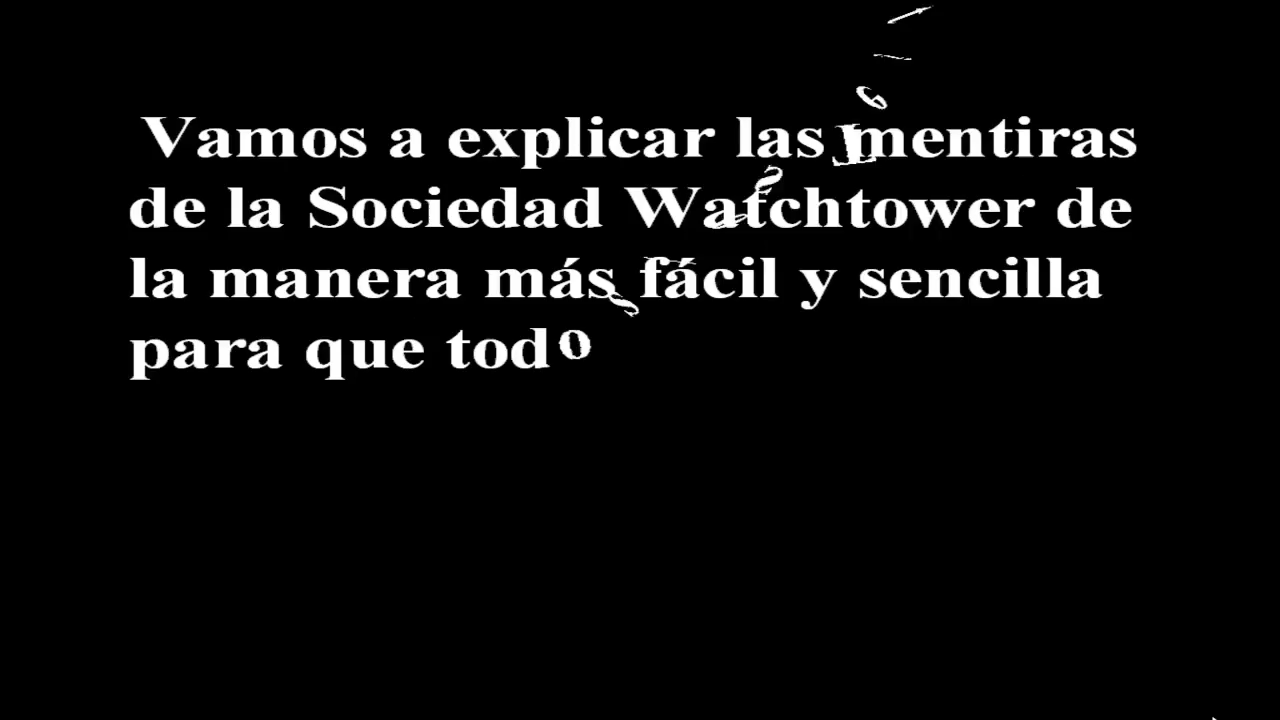 Vamos a explicar las mentiras
de la Sociedad Watchtower de
la manera más fácil y sencilla
para que todo